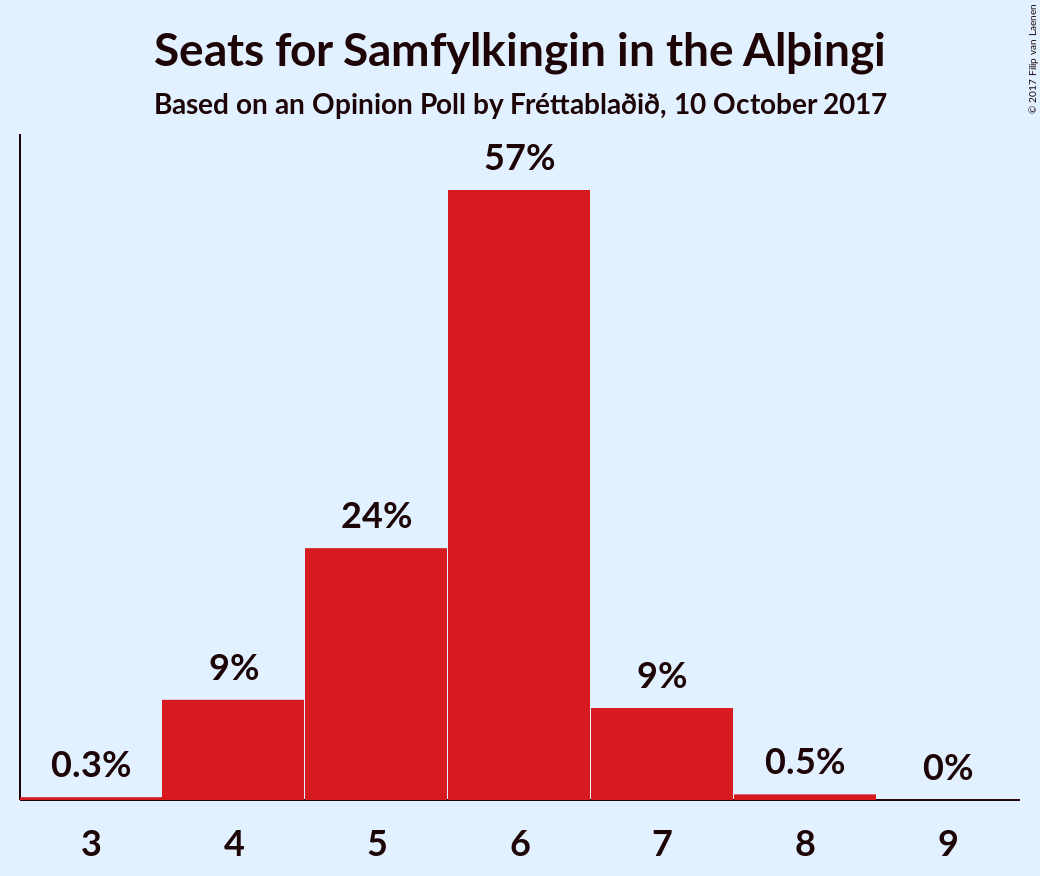 Seats for Samfylkingin in the Alþingi
Based on an Opinion Poll by Fréttablaðið, 10 October 2017
© 2017 Filip van Laenen
57%
24%
9%
9%
0.3%
0.5%
0%
3 4 5 6 7 8 9